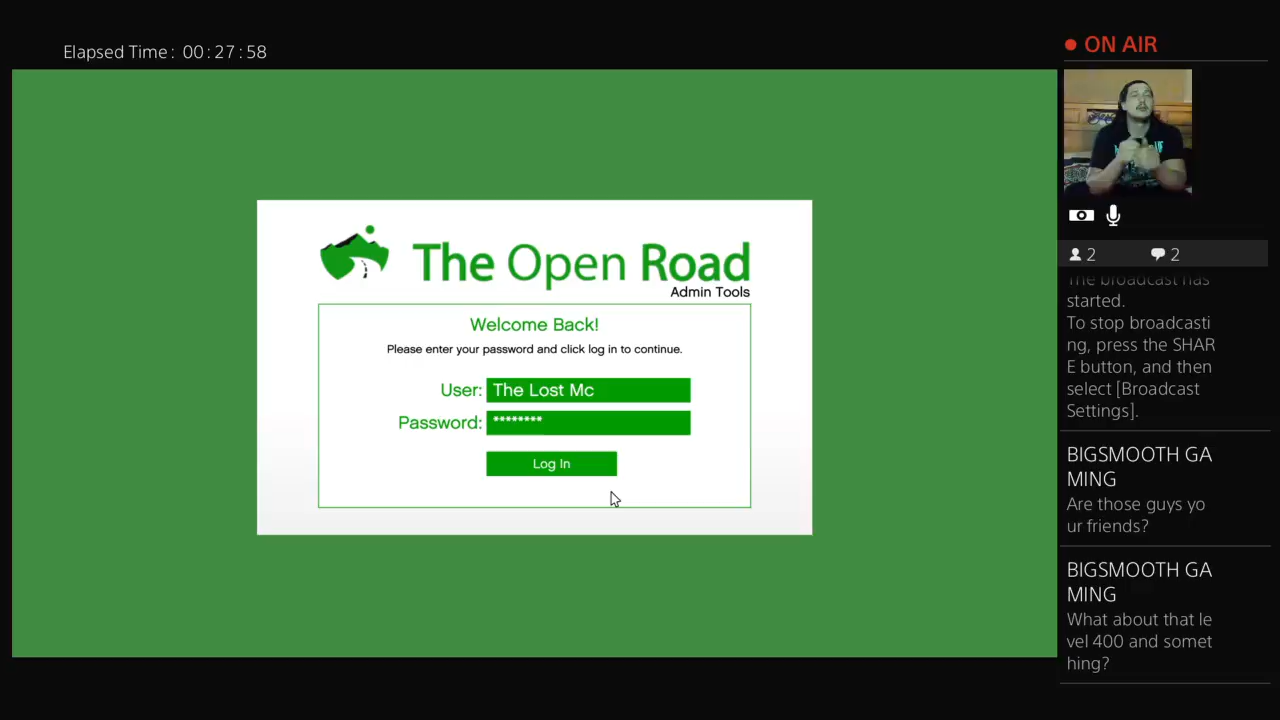 Elapsed Time: 00:27:58
ON AIR
The Open Road
Admin Tools
Welcome Back!
Please enter your password and click log in to continue.
User: The Lost Mc
Password: ********
Log In
2 2
The broadcast has
started.
To stop broadcasti
ng, press the SHAR
E button, and then
select [Broadcast
Settings].
BIGSMOOTH GA
MING
Are those guys yo
ur friends?
BIGSMOOTH GA
MING
What about that le
vel 400 and somet
hing?